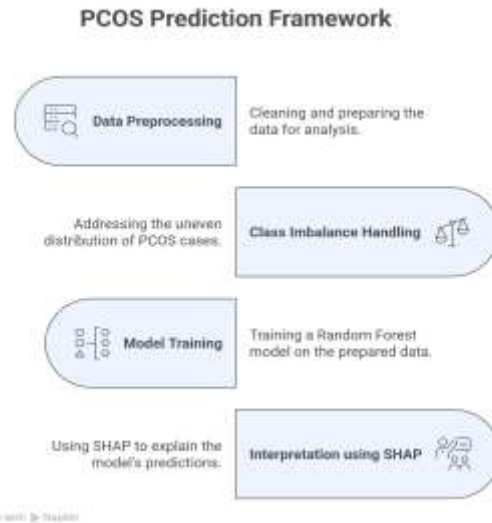 PCOS Prediction Framework
Data Preprocessing
Cleaning and preparing the
data for analysis.
Addressing the uneven
distribution of PCOS cases.
Class Imbalance Handling
Model Training
Training a Random Forest
model on the prepared data.
Using SHAP to explain the
model's predictions.
Interpretation using SHAP
with Napkin